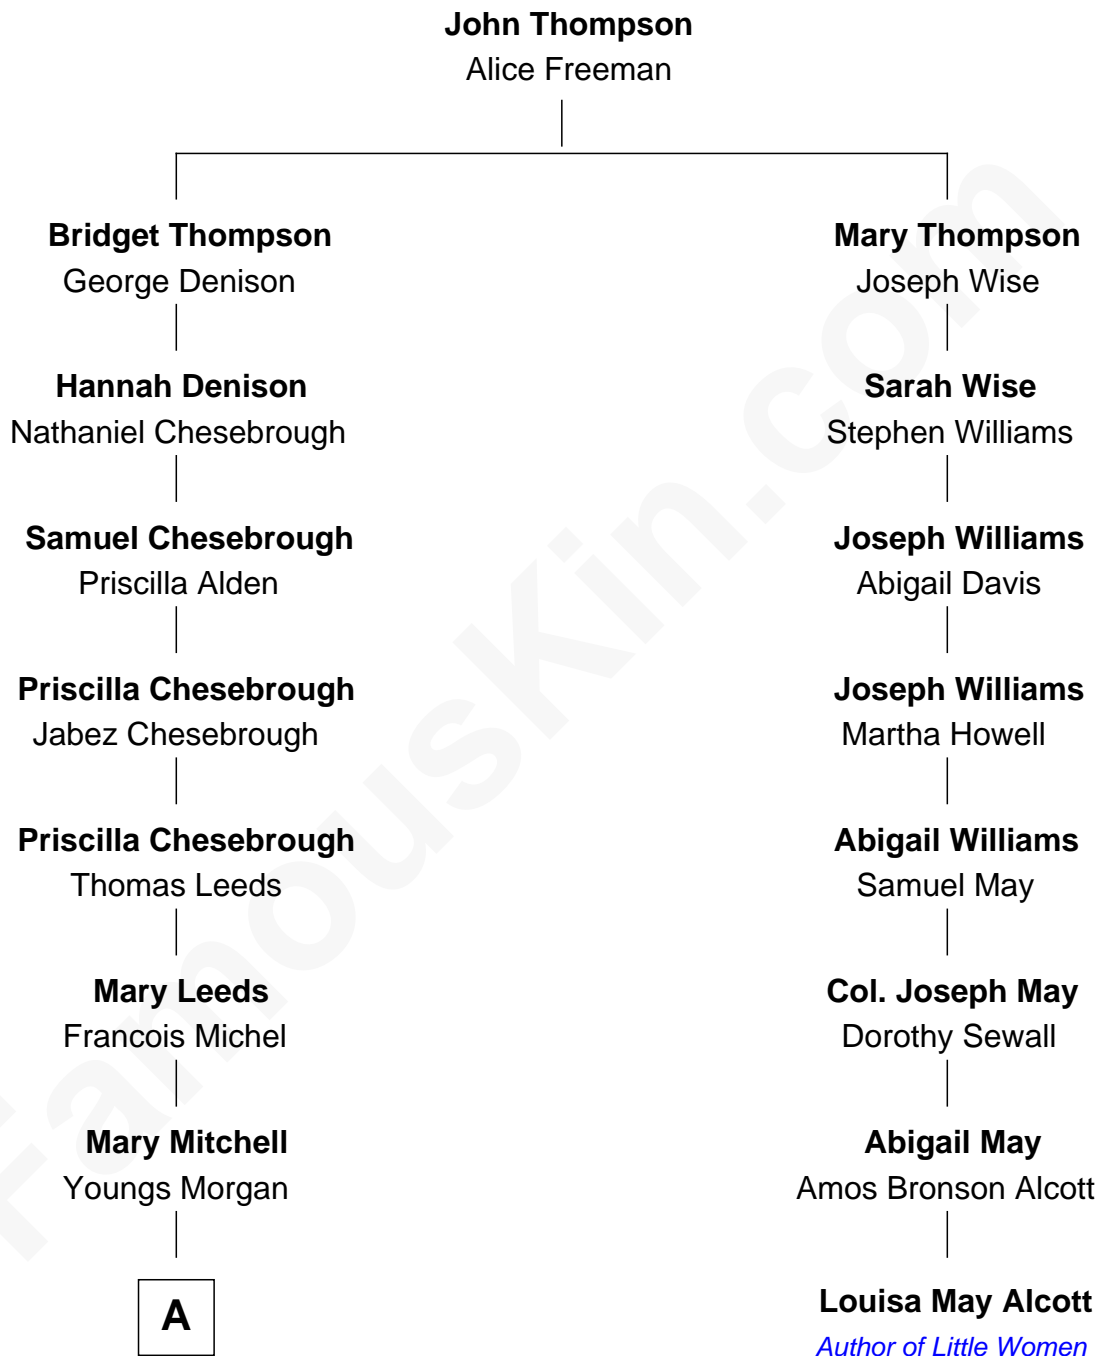 John Thompson
Alice Freeman
Bridget Thompson
George Denison
Mary Thompson
Joseph Wise
Hannah Denison
Nathaniel Chesebrough
Sarah Wise
Stephen Williams
Samuel Chesebrough
Priscilla Alden
Joseph Williams
Abigail Davis
Priscilla Chesebrough
Jabez Chesebrough
Joseph Williams
Martha Howell
Priscilla Chesebrough
Thomas Leeds
Abigail Williams
Samuel May
Mary Leeds
Francois Michel
Col. Joseph May
Dorothy Sewall
Mary Mitchell
Youngs Morgan
Abigail May
Amos Bronson Alcott
A
Louisa May Alcott
Author of Little Women
FamousKin.com